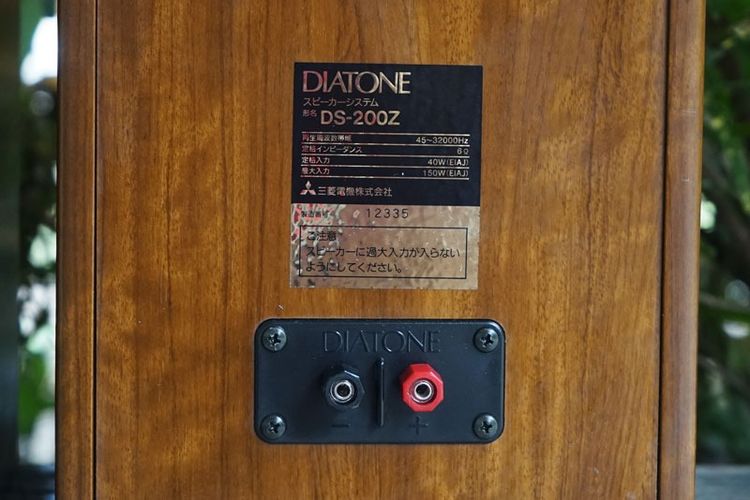 DIATONE
スピーカーシステム
形名 DS-200Z
再生周波数帯域 45~32000Hz
定格インピーダンス 6Ω
定格入力 40W(EIAJ)
最大入力 150W(EIAJ)
三菱電機株式会社
製造番号 12335
ご注意
スピーカーに過大入力が入らない
ようにしてください。
DIATONE
− +